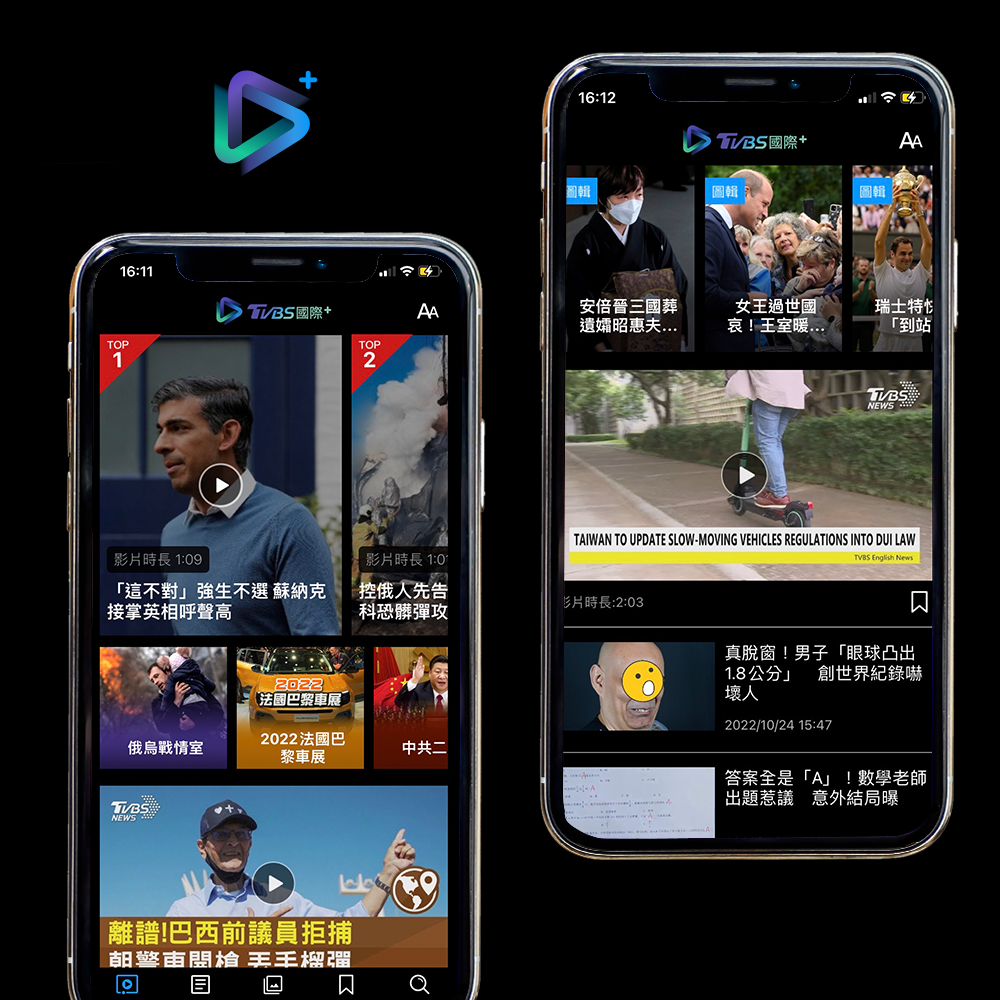 16:11
TVBS國際+
AA
TOP
1
TOP
2
影片時長 1:09
「這不對」強生不選 蘇納克
接掌英相呼聲高
影片時長 1:0
控俄人先告
科恐髒彈攻
俄烏戰情室
2022
法國巴黎車展
2022法國巴
黎車展
中共二
TVBS
NEWS
離譜!巴西前議員拒捕
朝警車開槍 丟手榴彈
16:12
TVBS國際+
AA
圖輯
安倍晉三國葬
遺孀昭惠夫...
圖輯
女王過世國
哀！王室暖...
圖輯
瑞士特快
「到站
TVBS
NEWS
TAIWAN TO UPDATE SLOW-MOVING VEHICLES REGULATIONS INTO DUI LAW
TVBS English News
影片時長:2:03
真脫窗！男子「眼球凸出
1.8公分」 創世界紀錄嚇
壞人
2022/10/24 15:47
答案全是「A」！數學老師
出題惹議 意外結局曝